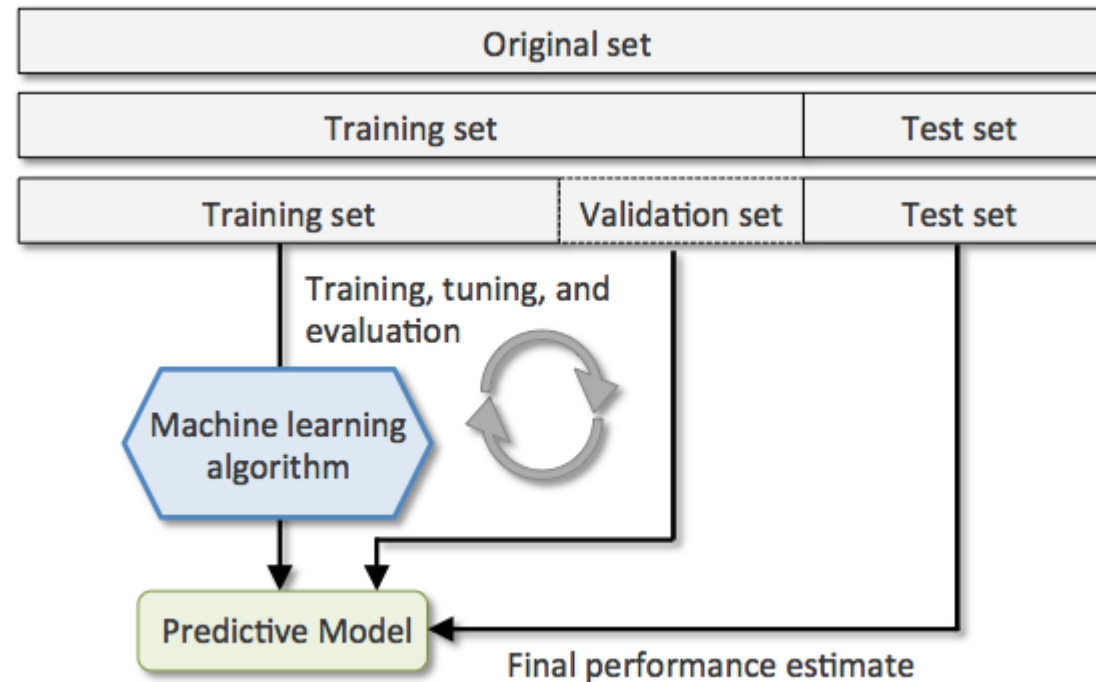 Original set
Training set
Test set
Training set
Validation set
Test set
Training, tuning, and
evaluation
Machine learning
algorithm
Predictive Model
Final performance estimate